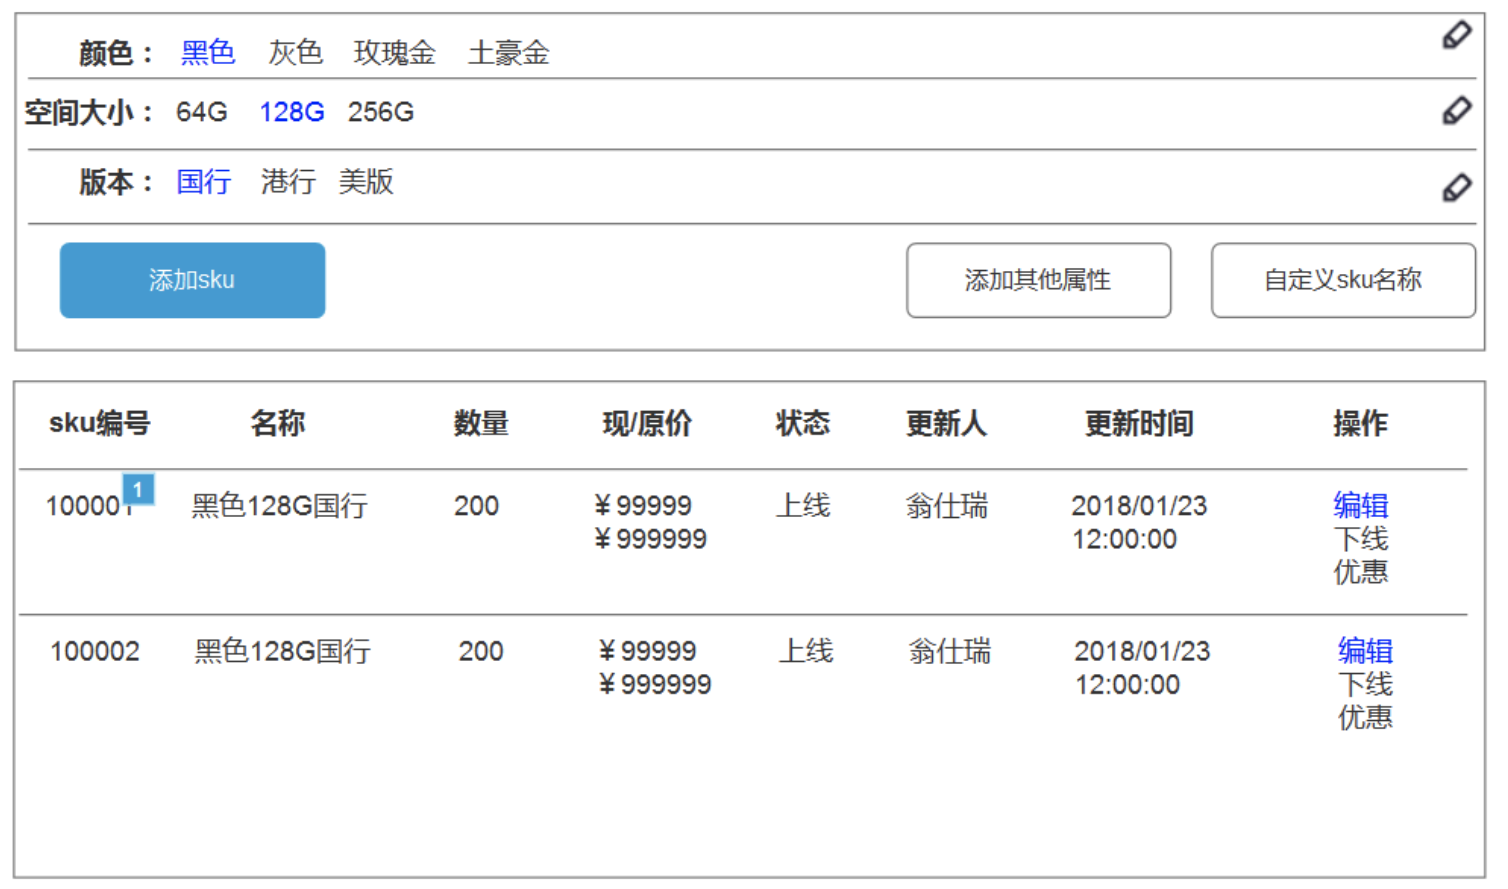 颜色： 黑色 灰色 玫瑰金 土豪金
空间大小： 64G 128G 256G
版本： 国行 港行 美版
添加sku 添加其他属性 自定义sku名称
sku编号 名称 数量 现/原价 状态 更新人 更新时间 操作
1
100001 黑色128G国行 200 ¥99999 上线 翁仕瑞 2018/01/23 编辑
¥999999 12:00:00 下线
优惠
100002 黑色128G国行 200 ¥99999 上线 翁仕瑞 2018/01/23 编辑
¥999999 12:00:00 下线
优惠